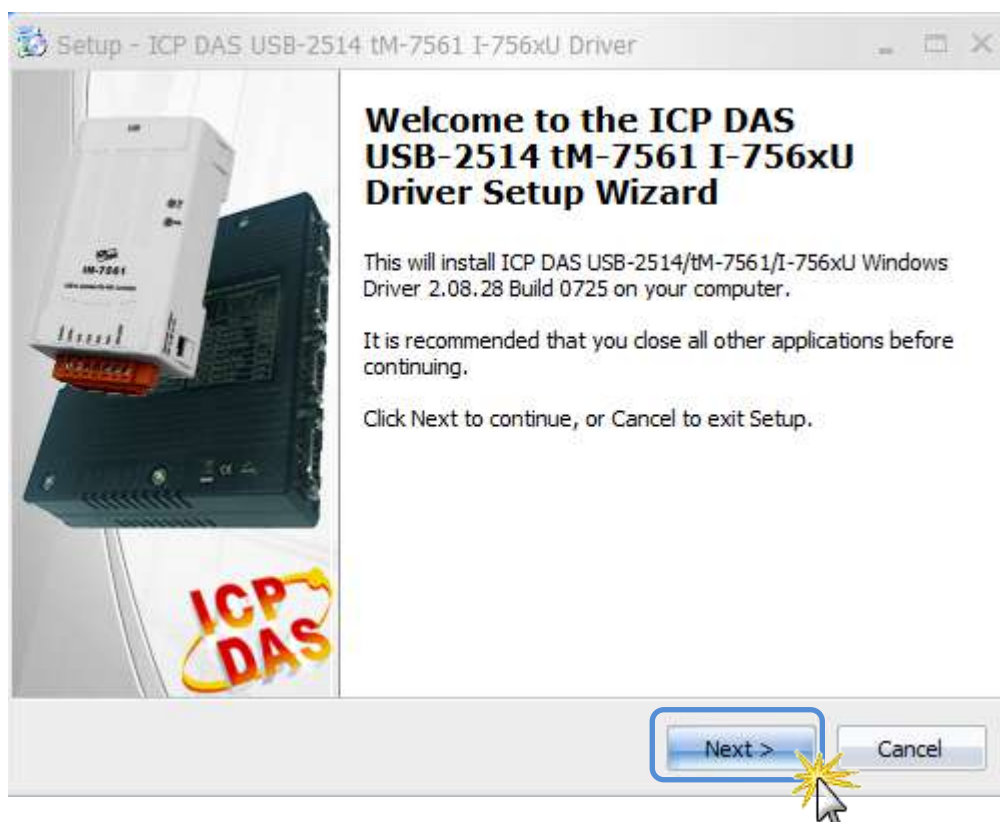 Setup - ICP DAS USB-2514 tM-7561 I-756xU Driver
Welcome to the ICP DAS
USB-2514 tM-7561 I-756xU
Driver Setup Wizard
This will install ICP DAS USB-2514/tM-7561/I-756xU Windows
Driver 2.08.28 Build 0725 on your computer.
It is recommended that you close all other applications before
continuing.
Click Next to continue, or Cancel to exit Setup.
tM-7561
ICP
DAS
Next >
Cancel